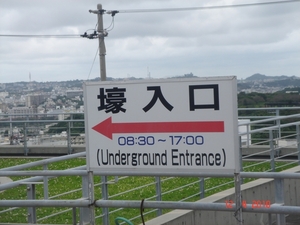 壕入口
08:30~17:00
(Underground Entrance)